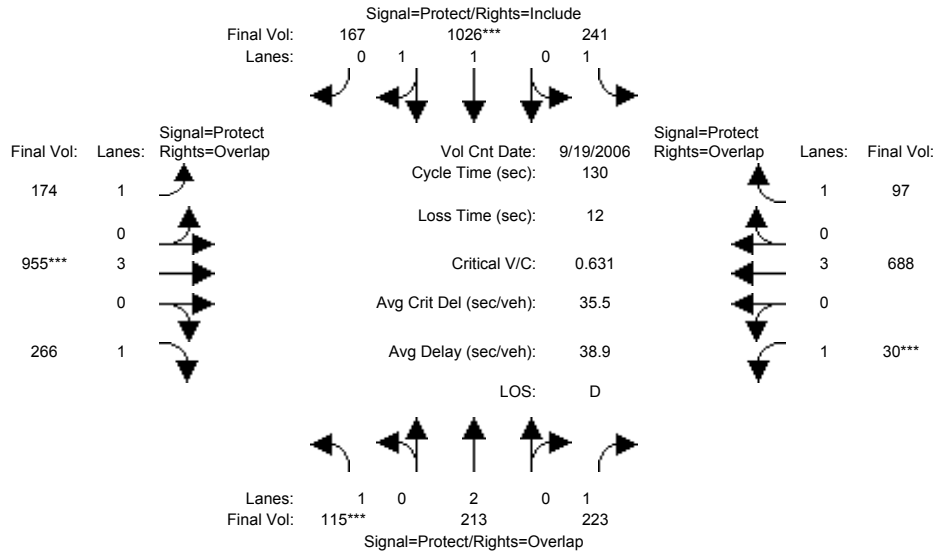 Signal=Protect/Rights=Include
Final Vol: 167 1026*** 241
Lanes: 0 1 1 0 1
Signal=Protect Signal=Protect
Final Vol: Lanes: Rights=Overlap Vol Cnt Date: 9/19/2006 Rights=Overlap Lanes: Final Vol:
174 1 Cycle Time (sec): 130 1 97
0 Loss Time (sec): 12 0
955*** 3 Critical V/C: 0.631 3 688
0 Avg Crit Del (sec/veh): 35.5 0
266 1 Avg Delay (sec/veh): 38.9 1 30***
LOS: D
Lanes: 1 0 2 0 1
Final Vol: 115*** 213 223
Signal=Protect/Rights=Overlap